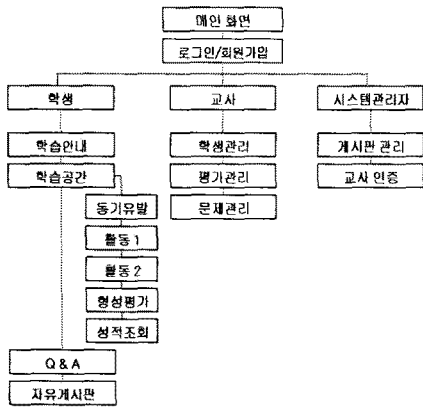 메인 화면
로그인/회원가입
학생
교사
시스템관리자
학습안내
학생관리
게시판 관리
학습공간
평가관리
교사 인증
동기유발
문제관리
활동 1
활동 2
형성평가
성적조회
Q & A
자유게시판